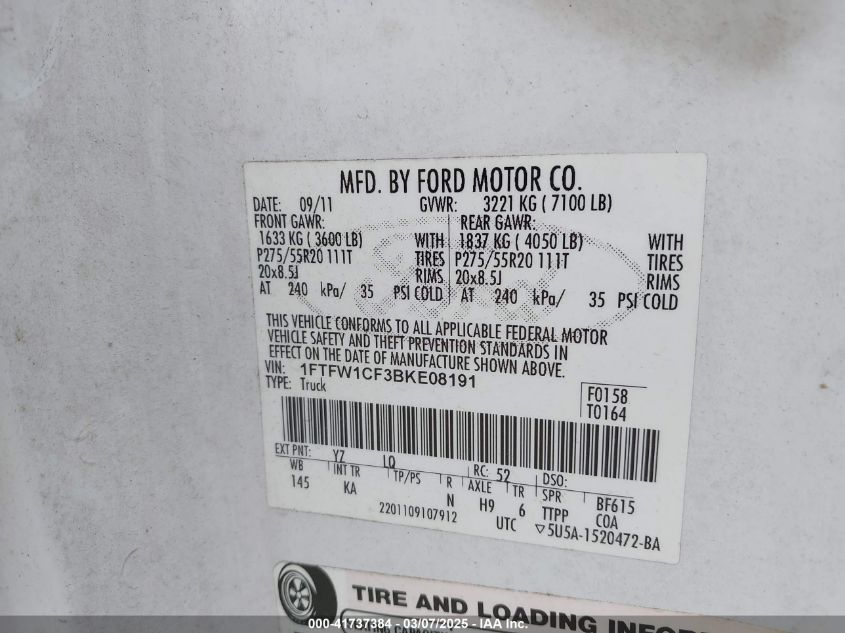 MFD. BY FORD MOTOR CO.
DATE: 09/11 GVWR: 3221 KG ( 7100 LB)
FRONT GAWR: REAR GAWR:
1633 KG ( 3600 LB) WITH 1837 KG ( 4050 LB) WITH
P275/55R20 111T TIRES P275/55R20 111T TIRES
20x8.5J RIMS 20x8.5J RIMS
AT 240 kPa/ 35 PSI COLD AT 240 kPa/ 35 PSI COLD
THIS VEHICLE CONFORMS TO ALL APPLICABLE FEDERAL MOTOR
VEHICLE SAFETY AND THEFT PREVENTION STANDARDS IN
EFFECT ON THE DATE OF MANUFACTURE SHOWN ABOVE.
VIN: 1FTFW1CF3BKE08191
TYPE: Truck
F0158
T0164
EXT PNT: YZ LQ RC: 52 DSO:
WB INT TR TP/PS R AXLE TR SPR BF615
145 KA N H9 6 TTPP COA
2201109107912 UTC ▽5U5A-1520472-BA
TIRE AND LOADING
000-41737384 - 03/07/2025 - IAA Inc.